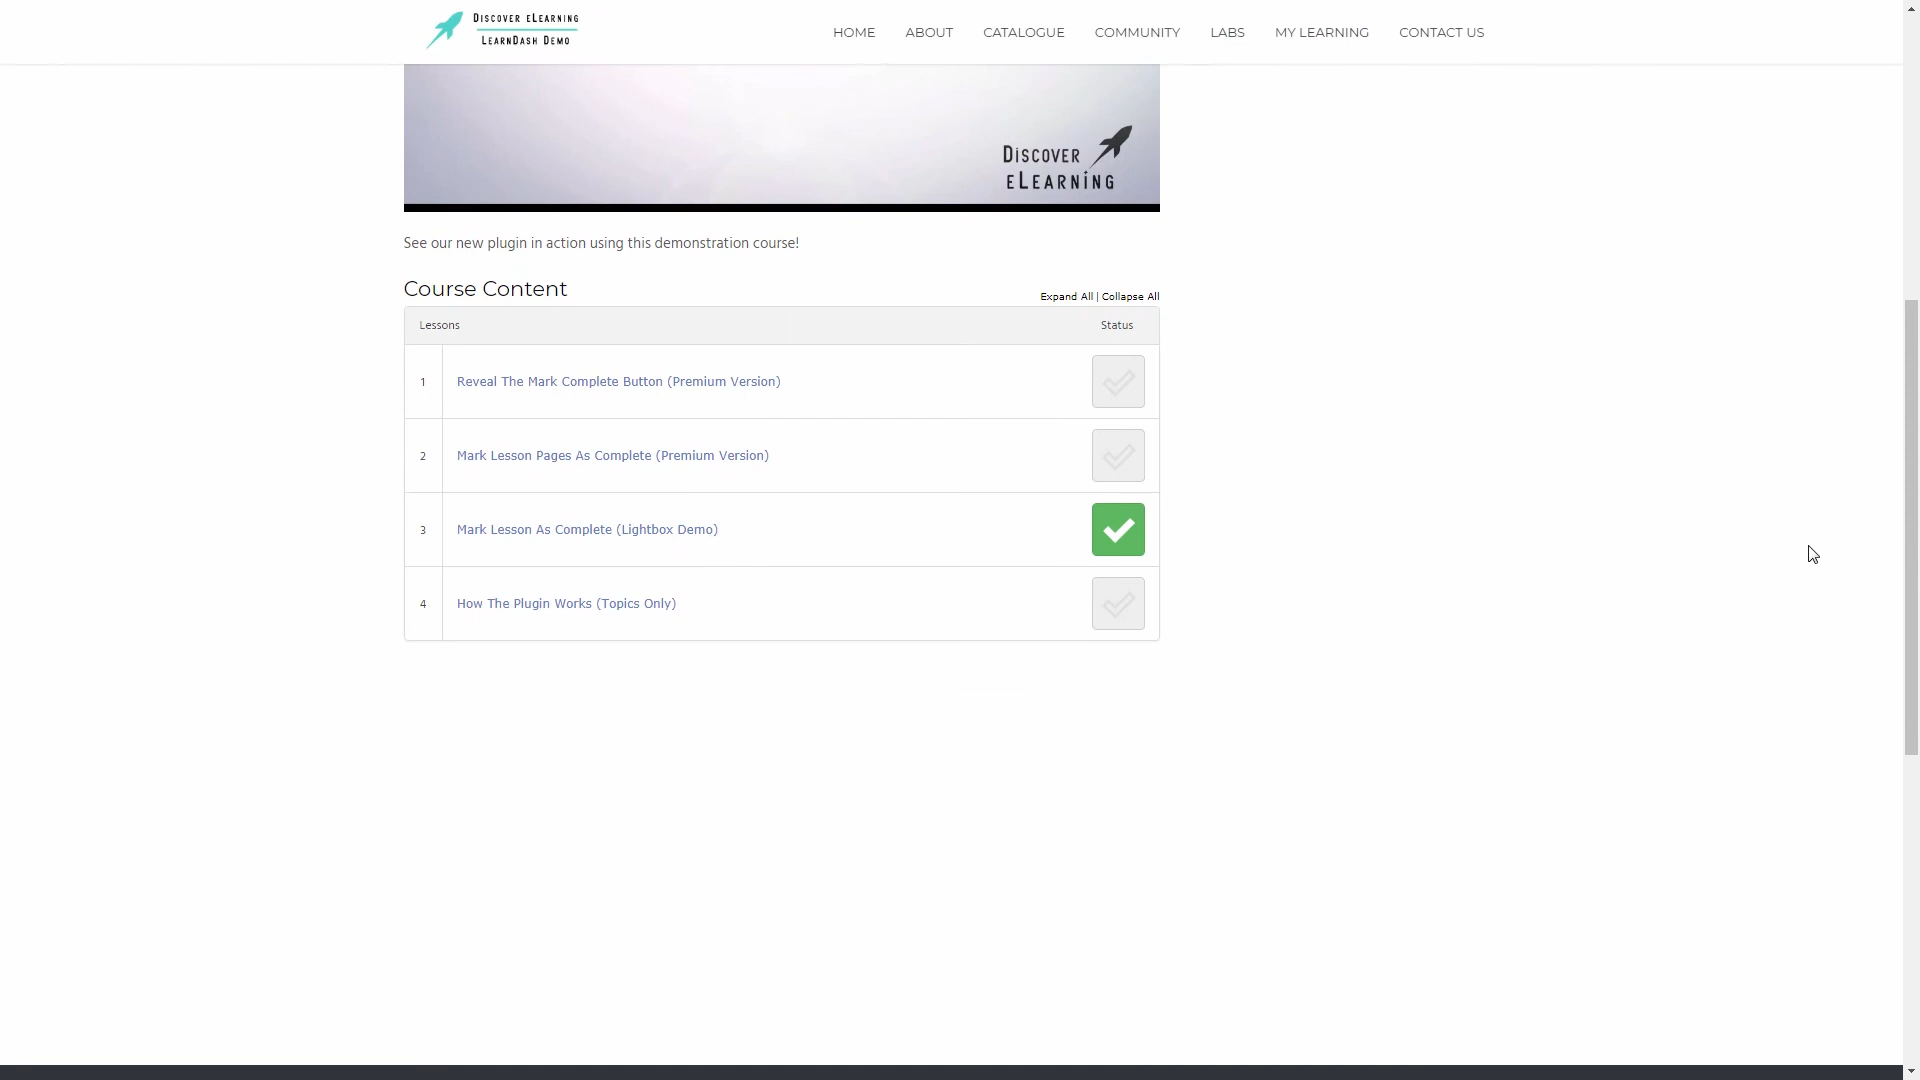 Discover eLearning
LearnDash Demo
HOME ABOUT CATALOGUE COMMUNITY LABS MY LEARNING CONTACT US
Discover
eLearning
See our new plugin in action using this demonstration course!
Course Content
Expand All | Collapse All
Lessons Status
1 Reveal The Mark Complete Button (Premium Version)
2 Mark Lesson Pages As Complete (Premium Version)
3 Mark Lesson As Complete (Lightbox Demo)
4 How The Plugin Works (Topics Only)